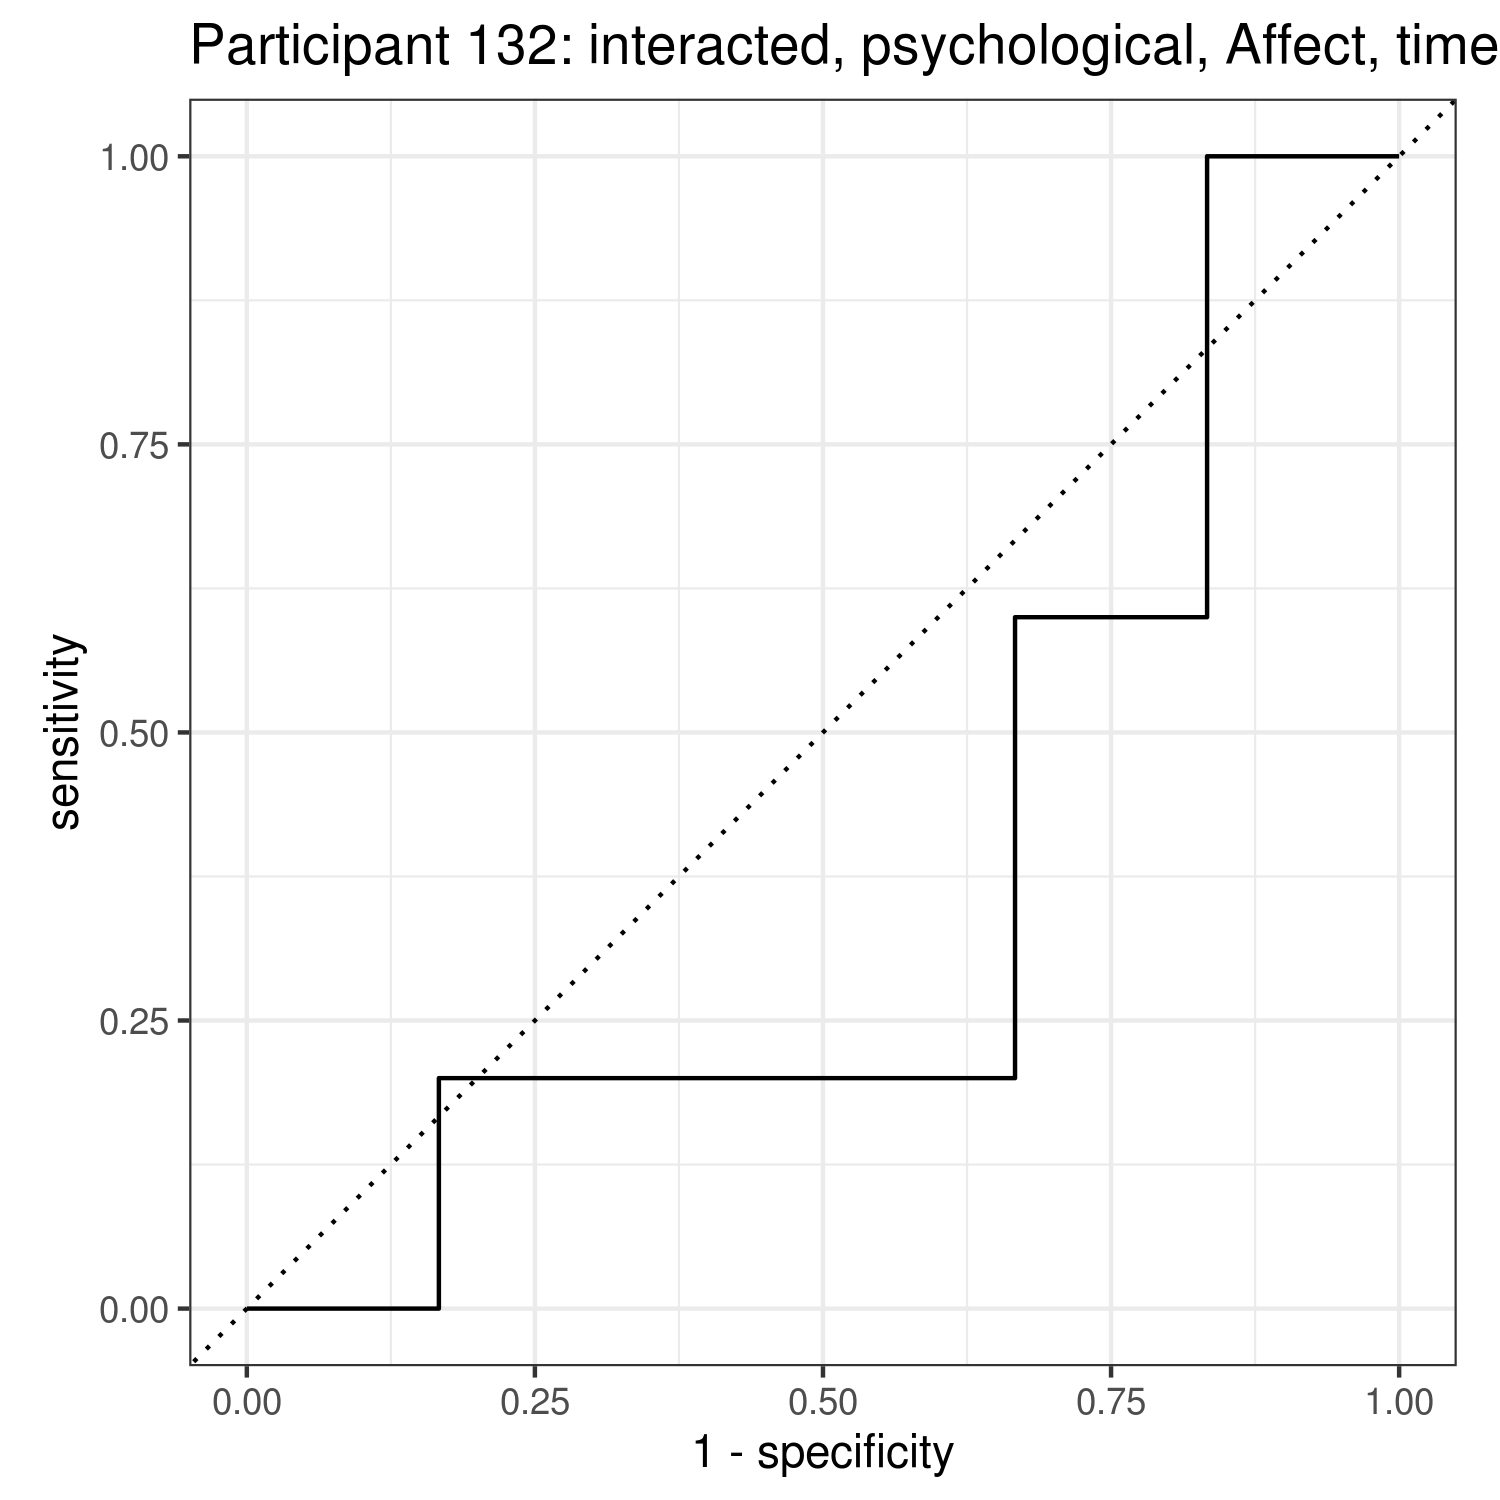 Participant 132: interacted, psychological, Affect, time
1.00
0.75
0.50
0.25
0.00
sensitivity
0.00 0.25 0.50 0.75 1.00
1 - specificity